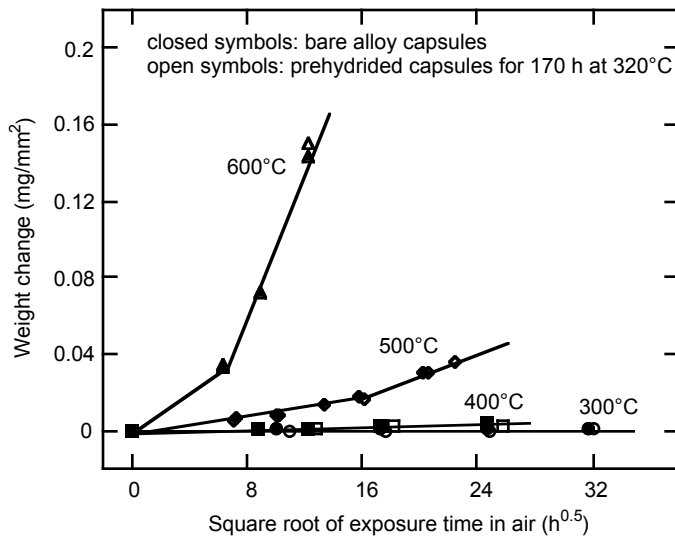 closed symbols: bare alloy capsules
open symbols: prehydrided capsules for 170 h at 320°C
0.2
0.16
0.12
0.08
0.04
0
600°C
500°C
400°C
300°C
0 8 16 24 32
Weight change (mg/mm²)
Square root of exposure time in air (h⁰·⁵)